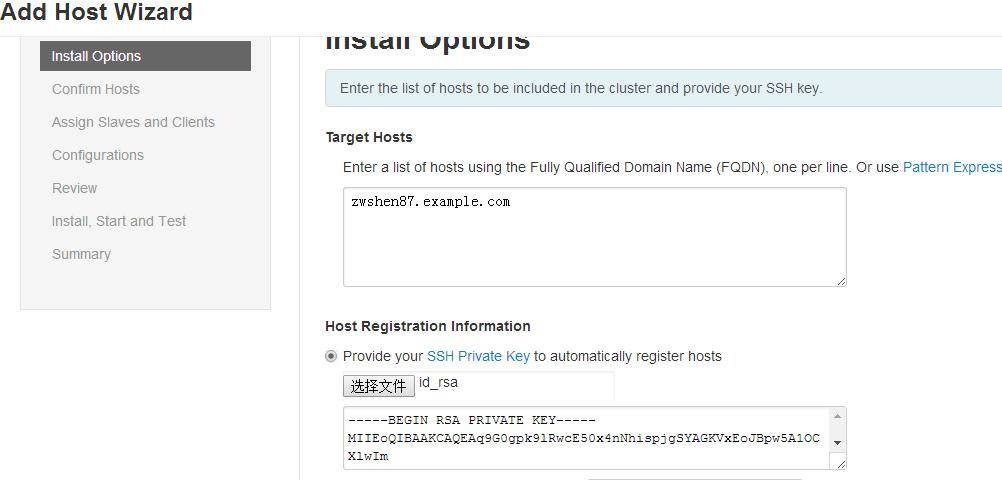 Add Host Wizard
Install Options
Confirm Hosts
Assign Slaves and Clients
Configurations
Review
Install, Start and Test
Summary
Install Options
Enter the list of hosts to be included in the cluster and provide your SSH key.
Target Hosts
Enter a list of hosts using the Fully Qualified Domain Name (FQDN), one per line. Or use Pattern Express
zwshen87.example.com
Host Registration Information
Provide your SSH Private Key to automatically register hosts
选择文件 id_rsa
-----BEGIN RSA PRIVATE KEY-----
MIIEoQIBAAKCAQEAq9G0gpk9lRwcE50x4nNhispjgSYAGKVxEoJBpw5A1OC
XlwIm